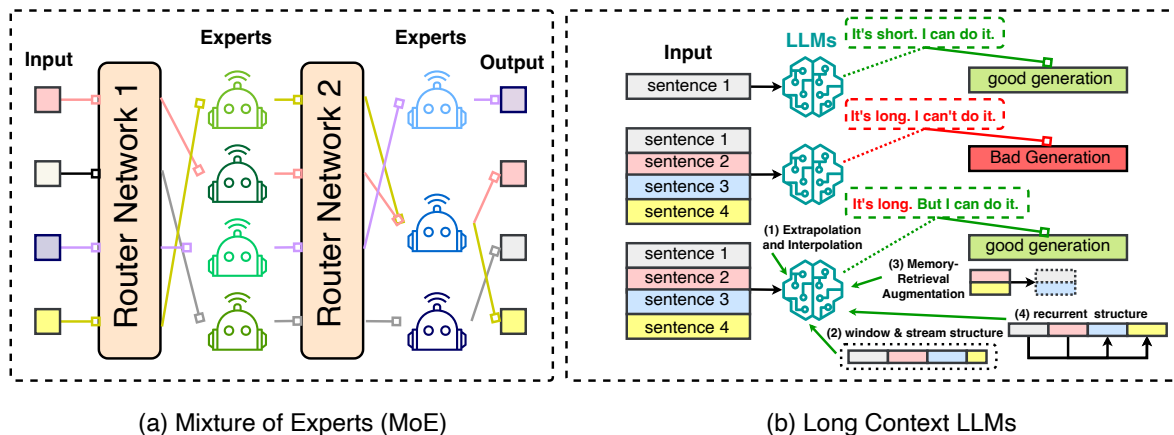 Input
Router Network 1
Experts
Router Network 2
Experts
Output
(a) Mixture of Experts (MoE)
Input
LLMs
It's short. I can do it.
sentence 1
good generation
It's long. I can't do it.
sentence 1
sentence 2
sentence 3
sentence 4
Bad Generation
It's long. But I can do it.
(1) Extrapolation
and Interpolation
sentence 1
sentence 2
sentence 3
sentence 4
good generation
(3) Memory-
Retrieval
Augmentation
(4) recurrent structure
(2) window & stream structure
(b) Long Context LLMs